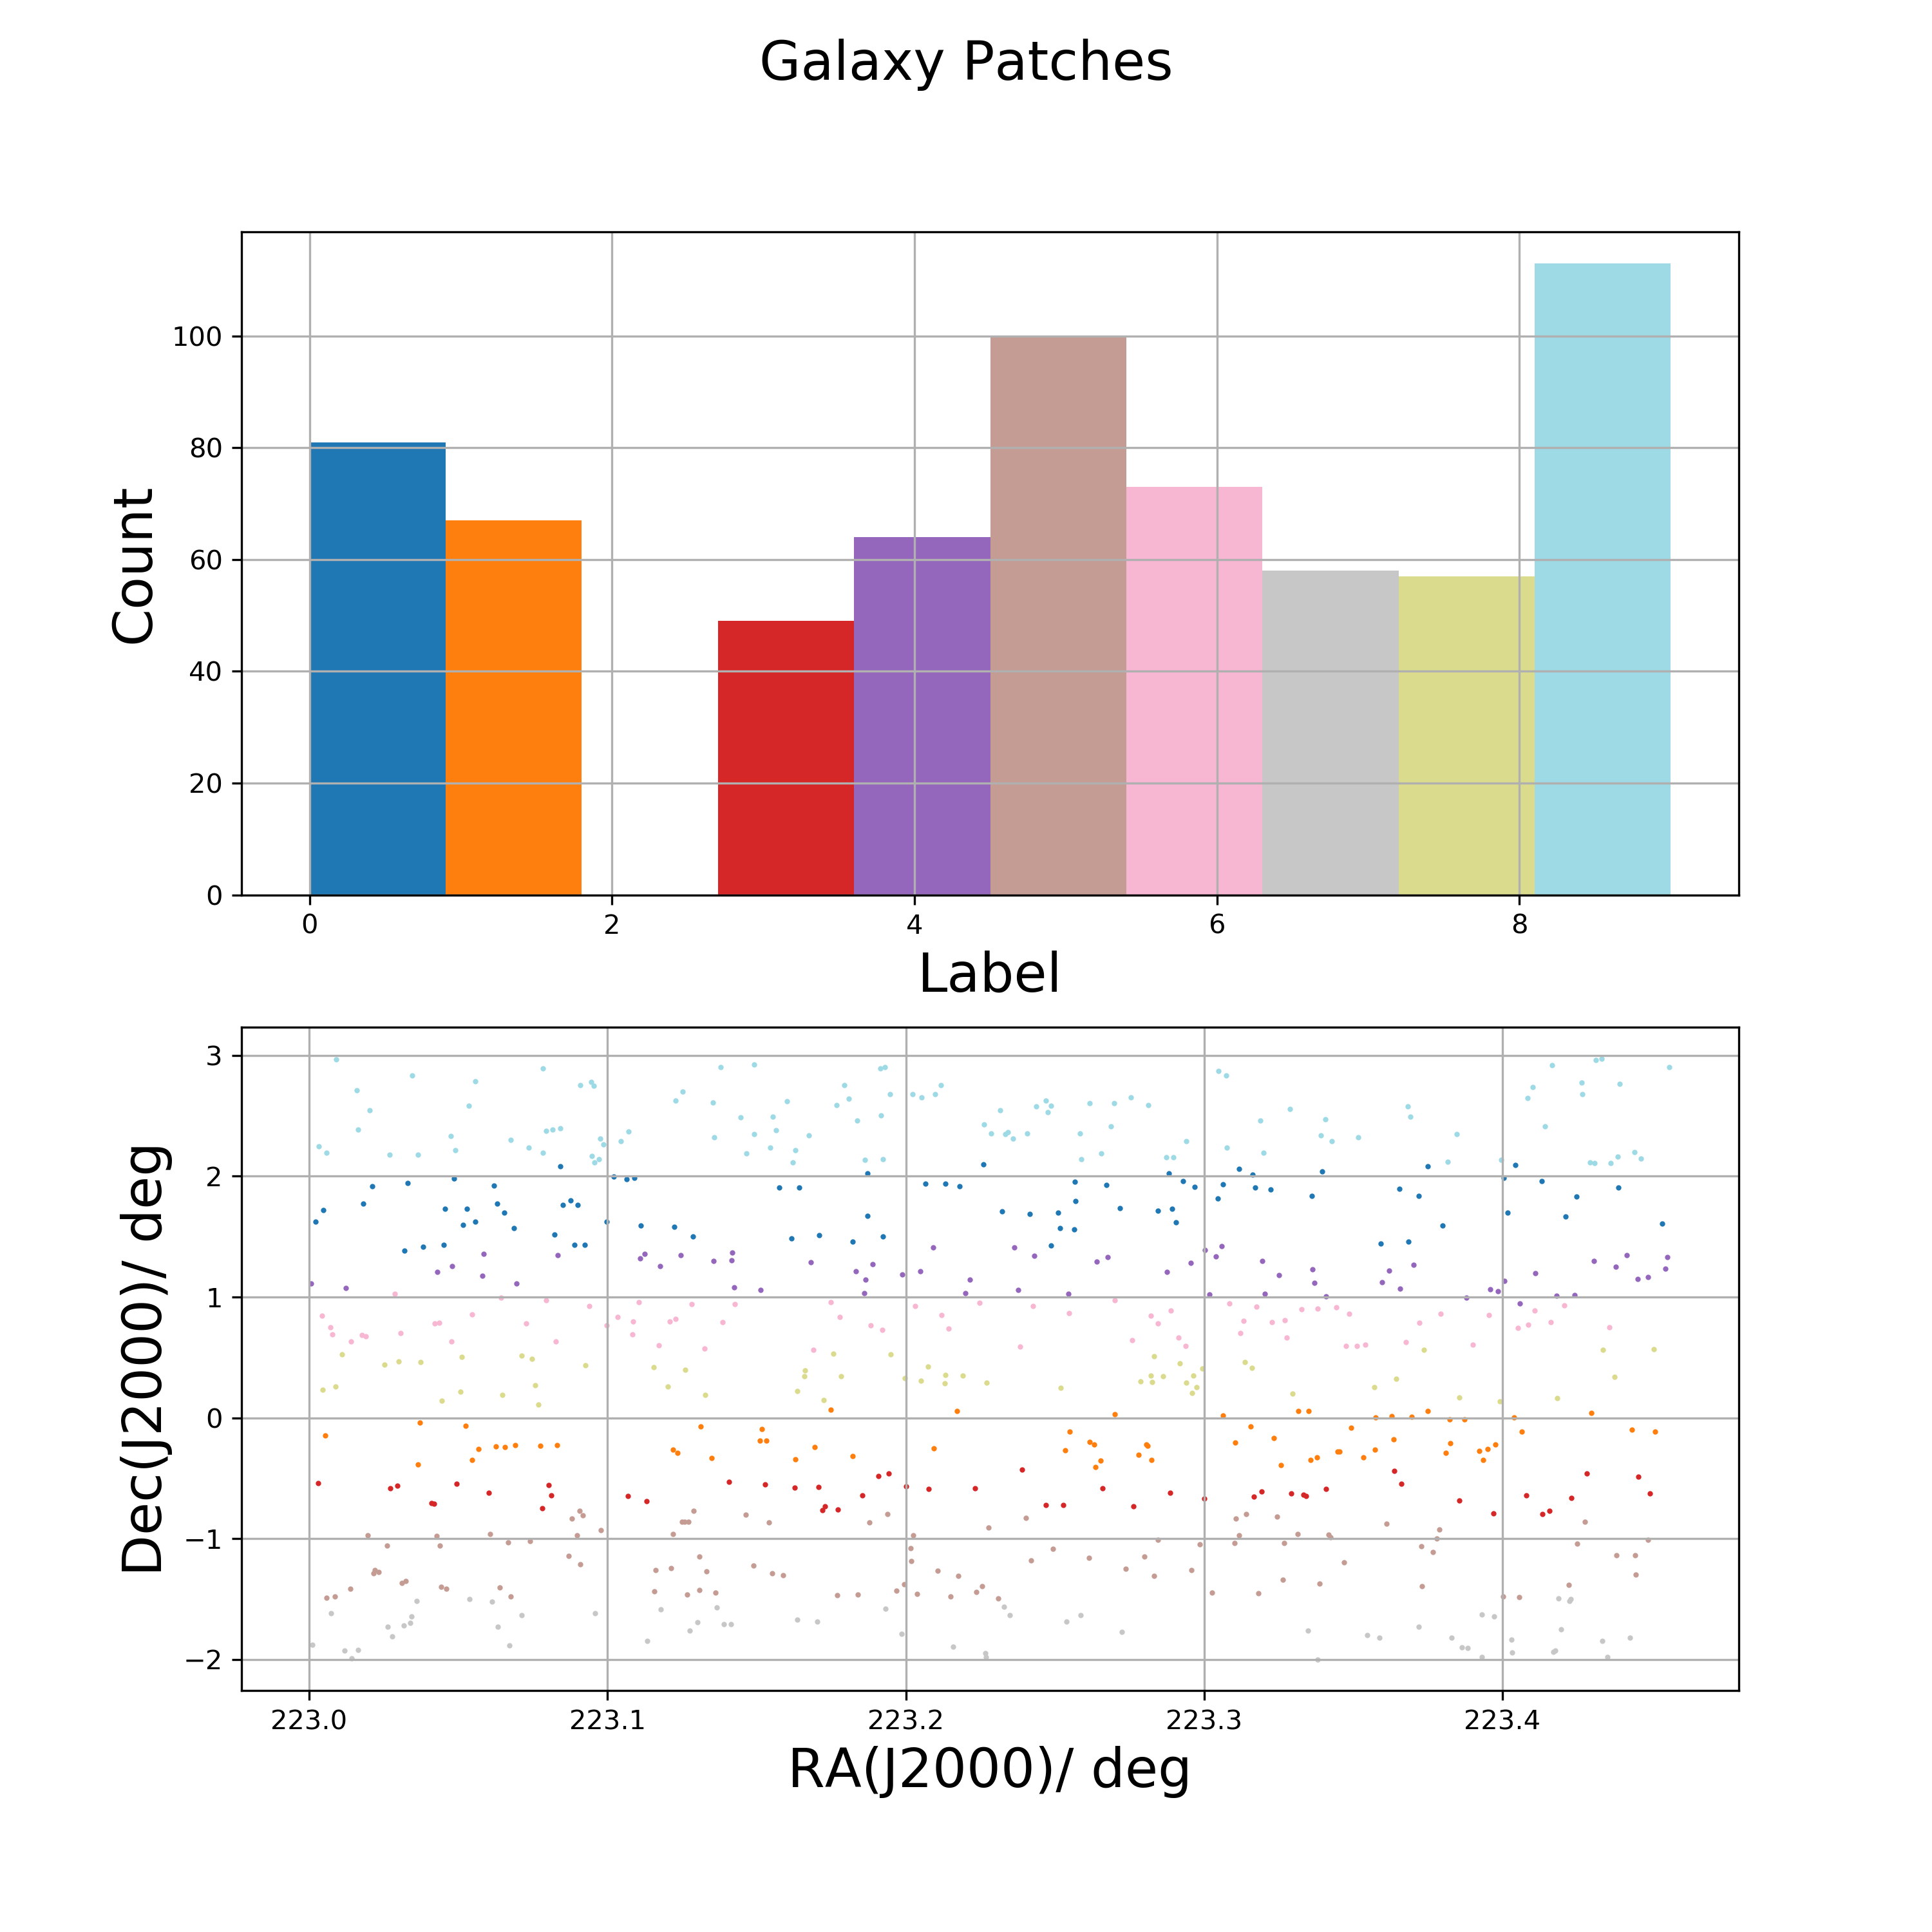 Galaxy Patches
Count
100
80
60
40
20
0
0 2 4 6 8
Label
Dec(J2000)/ deg
3
2
1
0
−1
−2
223.0 223.1 223.2 223.3 223.4
RA(J2000)/ deg